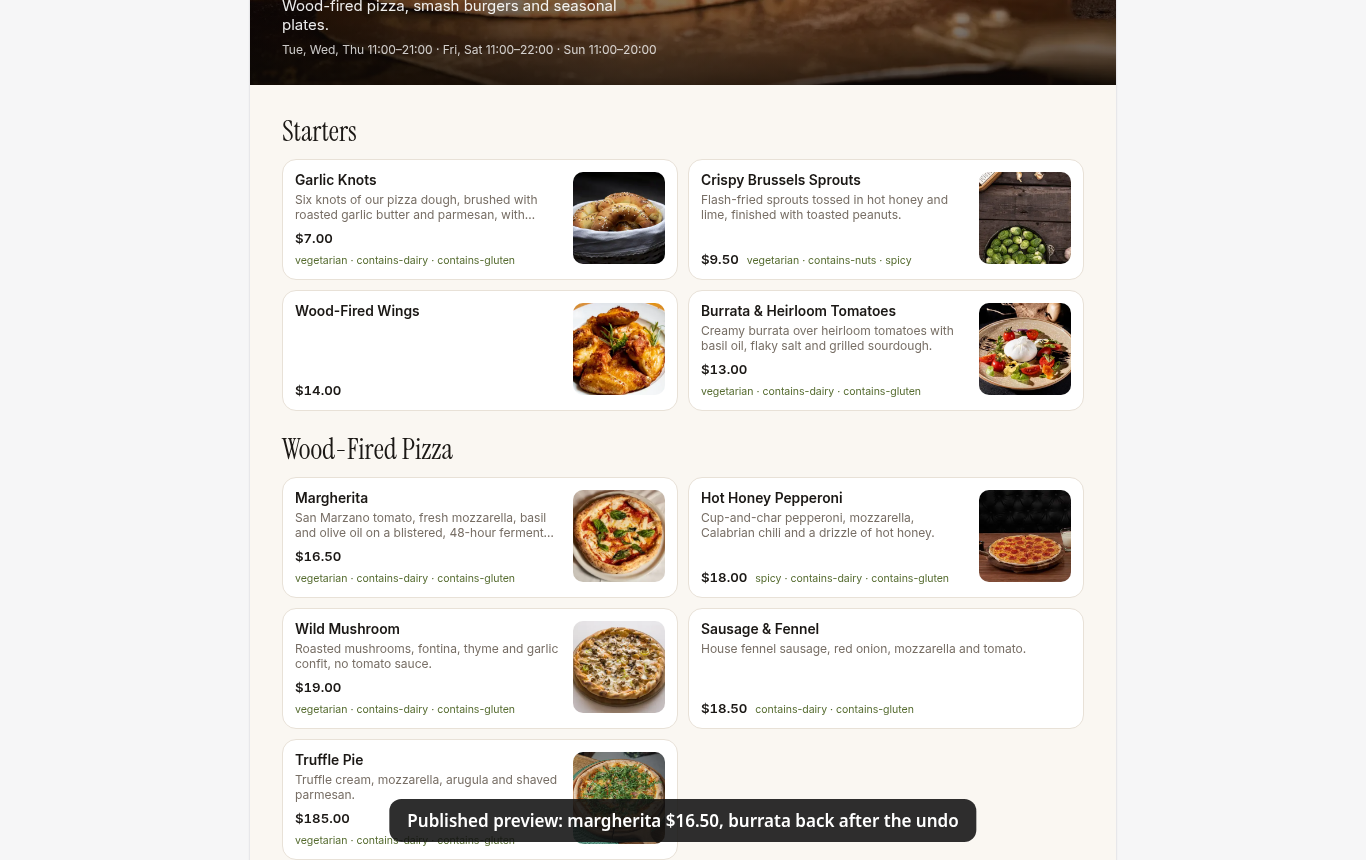 Wood-fired pizza, smash burgers and seasonal
plates.
Tue, Wed, Thu 11:00–21:00 · Fri, Sat 11:00–22:00 · Sun 11:00–20:00
Starters
Garlic Knots
Six knots of our pizza dough, brushed with
roasted garlic butter and parmesan, with…
$7.00
vegetarian · contains-dairy · contains-gluten
Crispy Brussels Sprouts
Flash-fried sprouts tossed in hot honey and
lime, finished with toasted peanuts.
$9.50 vegetarian · contains-nuts · spicy
Wood-Fired Wings
$14.00
Burrata & Heirloom Tomatoes
Creamy burrata over heirloom tomatoes with
basil oil, flaky salt and grilled sourdough.
$13.00
vegetarian · contains-dairy · contains-gluten
Wood-Fired Pizza
Margherita
San Marzano tomato, fresh mozzarella, basil
and olive oil on a blistered, 48-hour ferment…
$16.50
vegetarian · contains-dairy · contains-gluten
Hot Honey Pepperoni
Cup-and-char pepperoni, mozzarella,
Calabrian chili and a drizzle of hot honey.
$18.00 spicy · contains-dairy · contains-gluten
Wild Mushroom
Roasted mushrooms, fontina, thyme and garlic
confit, no tomato sauce.
$19.00
vegetarian · contains-dairy · contains-gluten
Sausage & Fennel
House fennel sausage, red onion, mozzarella and tomato.
$18.50 contains-dairy · contains-gluten
Truffle Pie
Truffle cream, mozzarella, arugula and shaved
parmesan.
$185.00
vegetarian · contains-dairy · contains-gluten
Published preview: margherita $16.50, burrata back after the undo